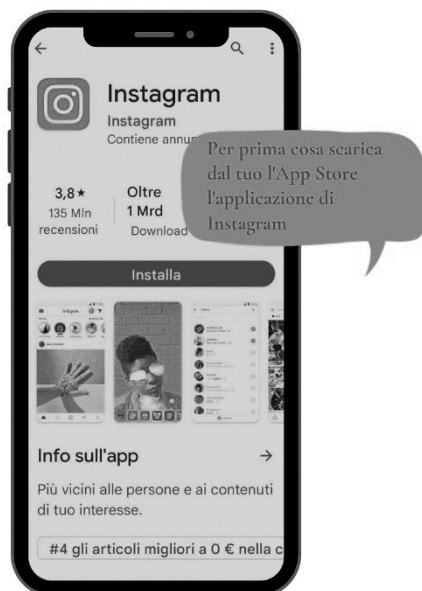 Instagram
Instagram
Contiene annun
3,8★
135 Mln
recensioni
Oltre
1 Mrd
Download
Per prima cosa scarica
dal tuo l'App Store
l'applicazione di
Instagram
Installa
Info sull'app
Più vicini alle persone e ai contenuti
di tuo interesse.
#4 gli articoli migliori a 0 € nella c